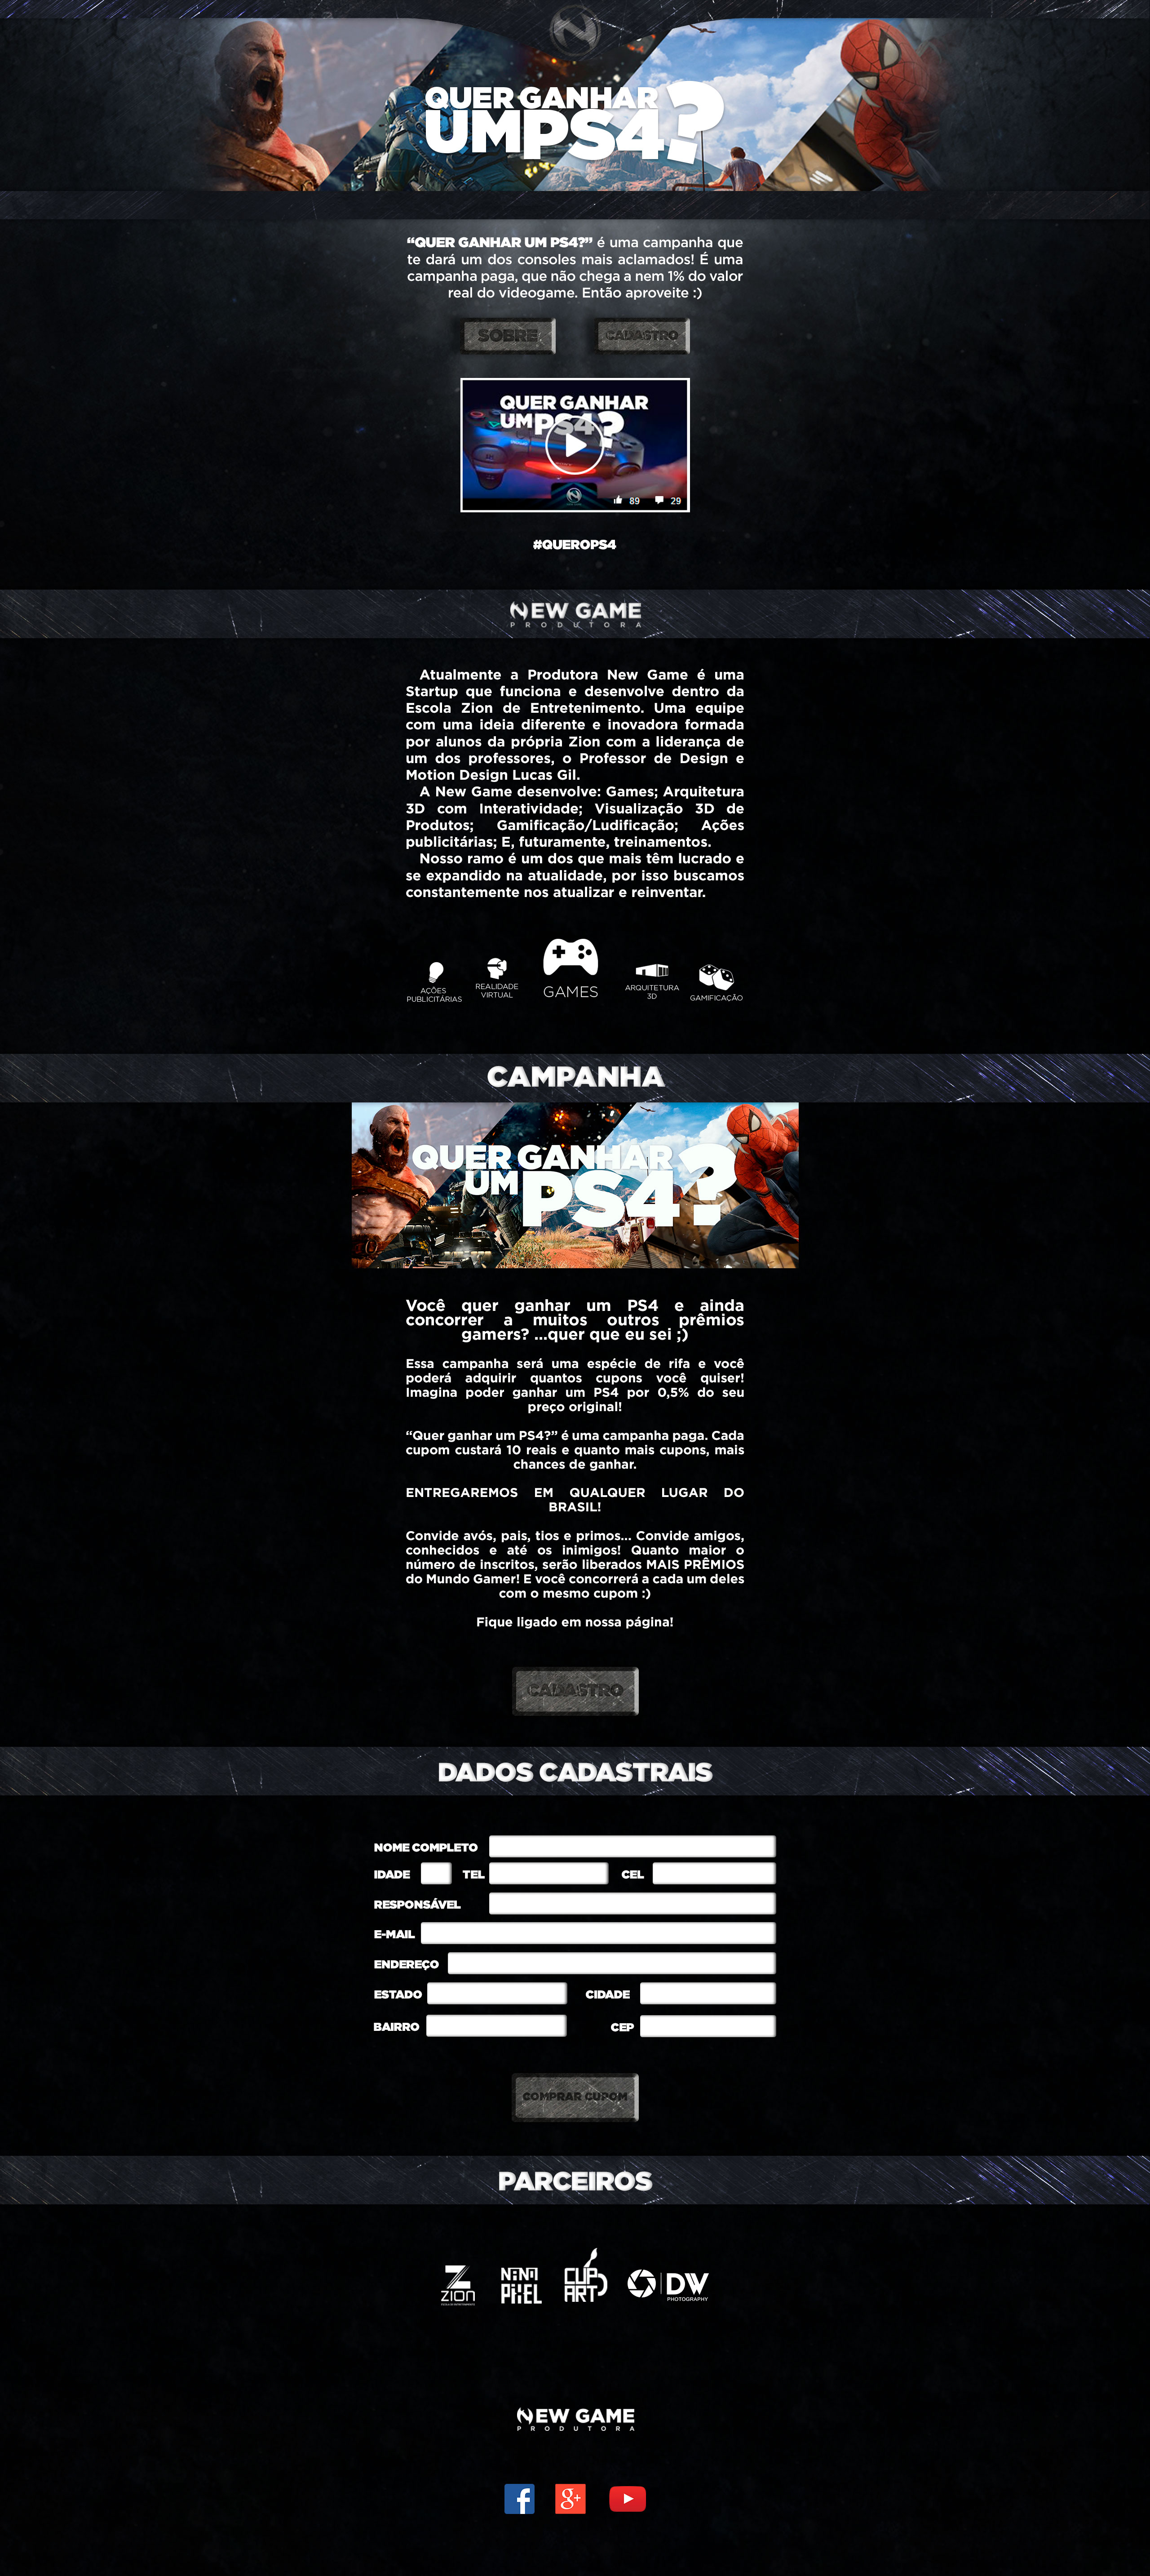 QUER GANHAR
UM PS4?
“QUER GANHAR UM PS4?” é uma campanha que
te dará um dos consoles mais aclamados! É uma
campanha paga, que não chega a nem 1% do valor
real do videogame. Então aproveite :)
SOBRE
CADASTRO
QUER GANHAR
UM PS4?
89
29
#QUEROPS4
NEW GAME
PRODUTORA
Atualmente a Produtora New Game é uma
Startup que funciona e desenvolve dentro da
Escola Zion de Entretenimento. Uma equipe
com uma ideia diferente e inovadora formada
por alunos da própria Zion com a liderança de
um dos professores, o Professor de Design e
Motion Design Lucas Gil.
A New Game desenvolve: Games; Arquitetura
3D com Interatividade; Visualização 3D de
Produtos; Gamificação/Ludificação; Ações
publicitárias; E, futuramente, treinamentos.
Nosso ramo é um dos que mais têm lucrado e
se expandido na atualidade, por isso buscamos
constantemente nos atualizar e reinventar.
AÇÕES
PUBLICITÁRIAS
REALIDADE
VIRTUAL
GAMES
ARQUITETURA
3D
GAMIFICAÇÃO
CAMPANHA
QUER GANHAR
UM PS4?
Você quer ganhar um PS4 e ainda
concorrer a muitos outros prêmios
gamers? ...quer que eu sei ;)
Essa campanha será uma espécie de rifa e você
poderá adquirir quantos cupons você quiser!
Imagina poder ganhar um PS4 por 0,5% do seu
preço original!
“Quer ganhar um PS4?” é uma campanha paga. Cada
cupom custará 10 reais e quanto mais cupons, mais
chances de ganhar.
ENTREGAREMOS EM QUALQUER LUGAR DO
BRASIL!
Convide avós, pais, tios e primos... Convide amigos,
conhecidos e até os inimigos! Quanto maior o
número de inscritos, serão liberados MAIS PRÊMIOS
do Mundo Gamer! E você concorrerá a cada um deles
com o mesmo cupom :)
Fique ligado em nossa página!
CADASTRO
DADOS CADASTRAIS
NOME COMPLETO
IDADE TEL CEL
RESPONSÁVEL
E-MAIL
ENDEREÇO
ESTADO CIDADE
BAIRRO CEP
COMPRAR CUPOM
PARCEIROS
ZION
NINA
PIXEL
CUP
ART
DW
PHOTOGRAPHY
NEW GAME
PRODUTORA
f
g+